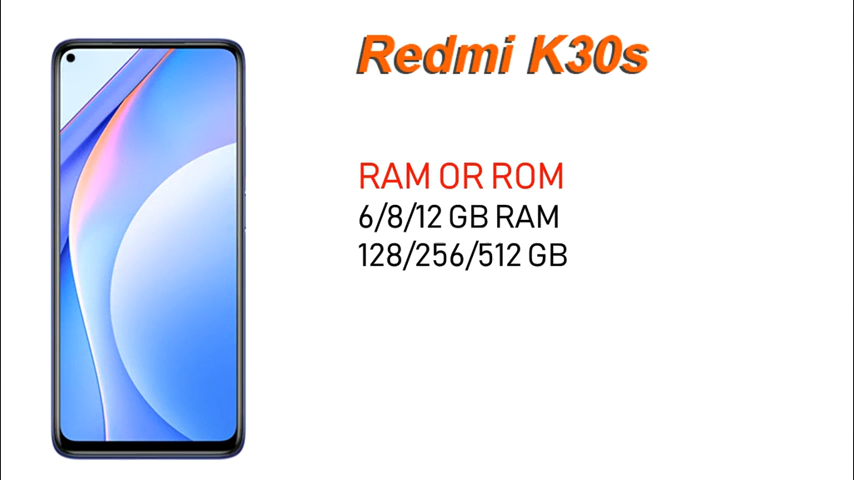 Redmi K30s
RAM OR ROM
6/8/12 GB RAM
128/256/512 GB